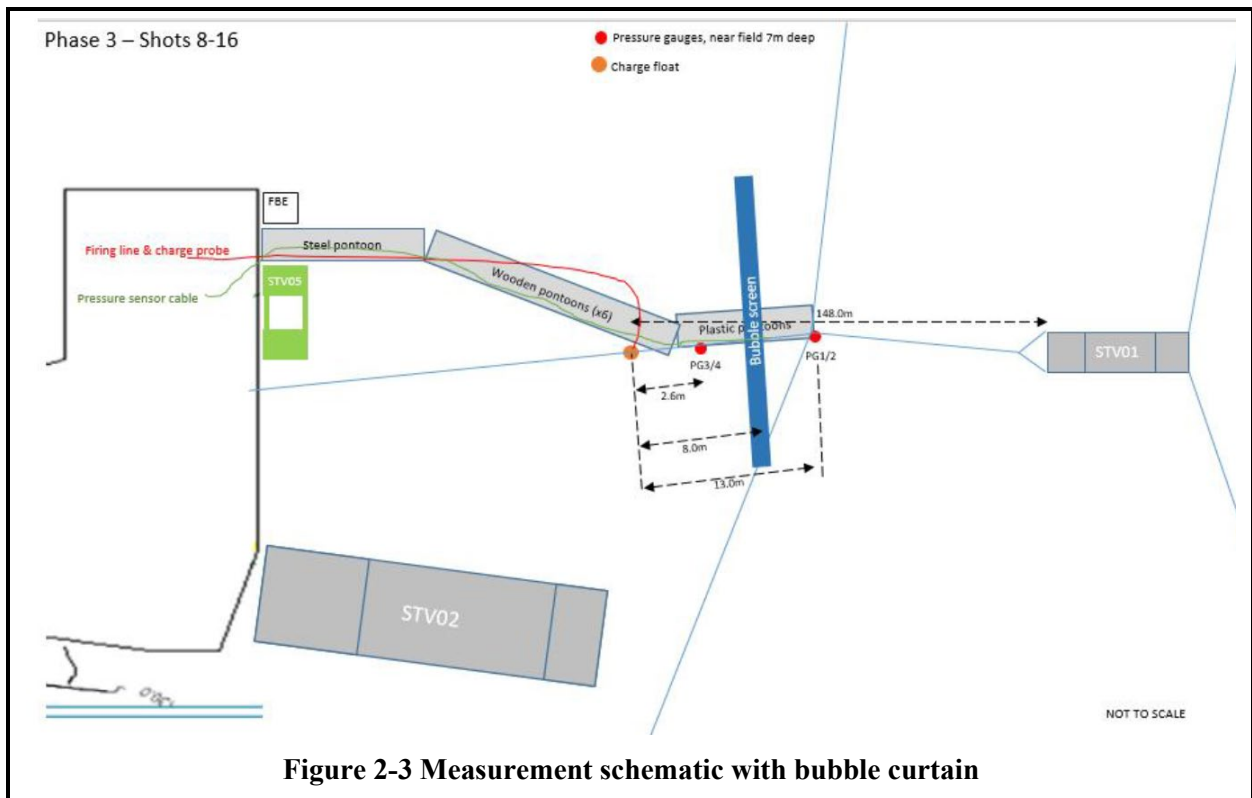 Phase 3 – Shots 8-16
Pressure gauges, near field 7m deep
Charge float
FBE
Steel pontoon
Firing line & charge probe
STV05
Pressure sensor cable
Wooden pontoons (x6)
Bubble screen
Plastic pontoons
148.0m
STV01
PG3/4
PG1/2
2.6m
8.0m
13.0m
STV02
NOT TO SCALE
Figure 2-3 Measurement schematic with bubble curtain